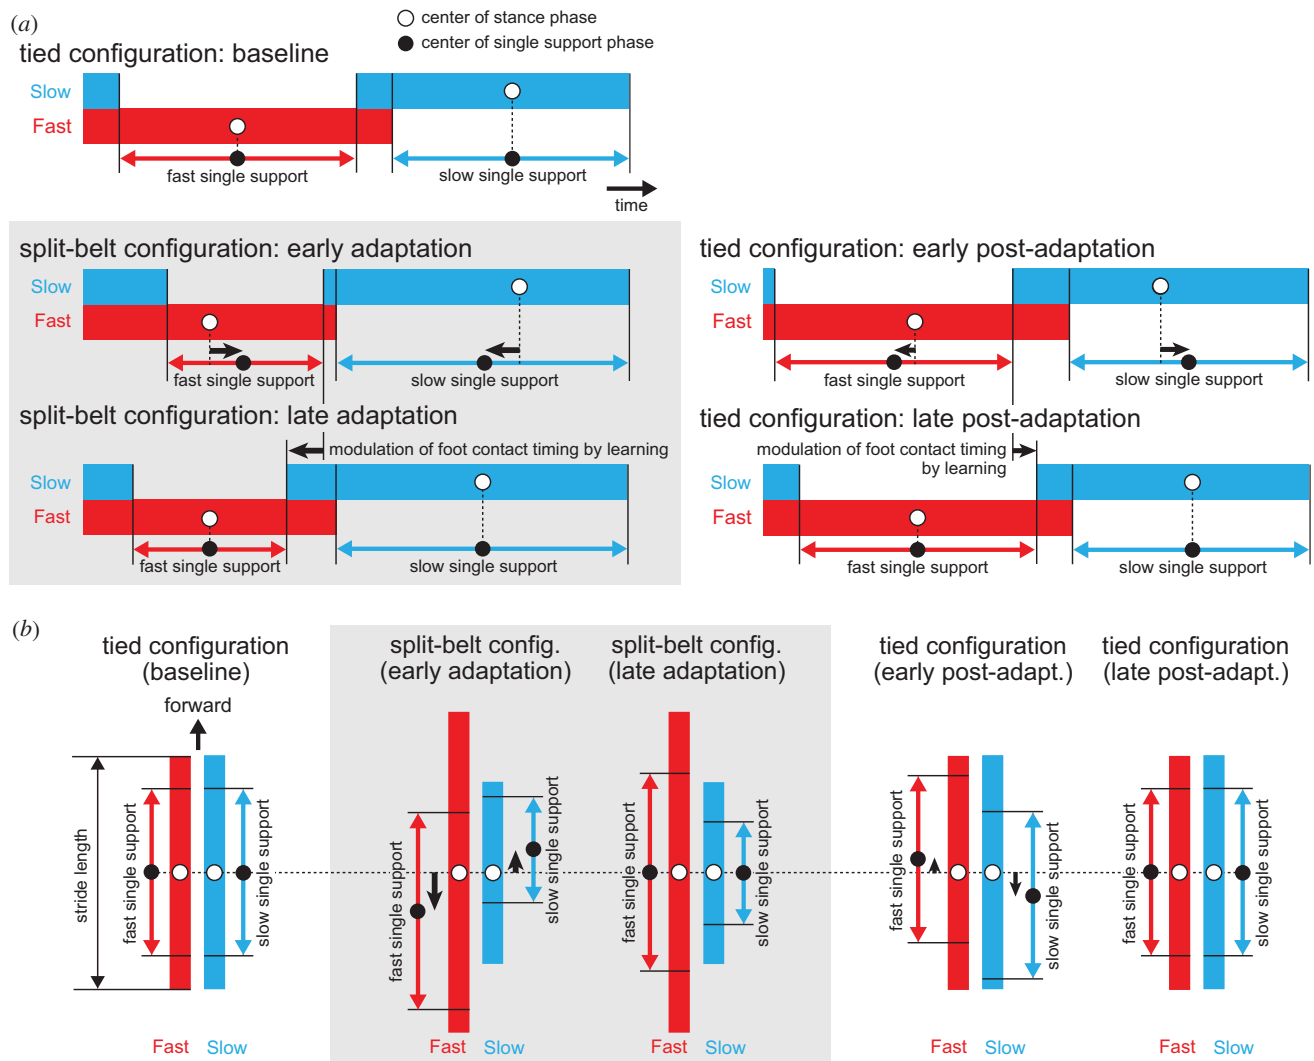 (a)
center of stance phase
center of single support phase
tied configuration: baseline
Slow
Fast
fast single support
slow single support
time
split-belt configuration: early adaptation
Slow
Fast
fast single support
slow single support
tied configuration: early post-adaptation
Slow
Fast
fast single support
slow single support
split-belt configuration: late adaptation
modulation of foot contact timing by learning
Slow
Fast
fast single support
slow single support
tied configuration: late post-adaptation
modulation of foot contact timing
by learning
Slow
Fast
fast single support
slow single support
(b)
tied configuration
(baseline)
forward
stride length
fast single support
slow single support
Fast
Slow
split-belt config.
(early adaptation)
fast single support
slow single support
Fast
Slow
split-belt config.
(late adaptation)
fast single support
slow single support
Fast
Slow
tied configuration
(early post-adapt.)
fast single support
slow single support
Fast
Slow
tied configuration
(late post-adapt.)
fast single support
slow single support
Fast
Slow